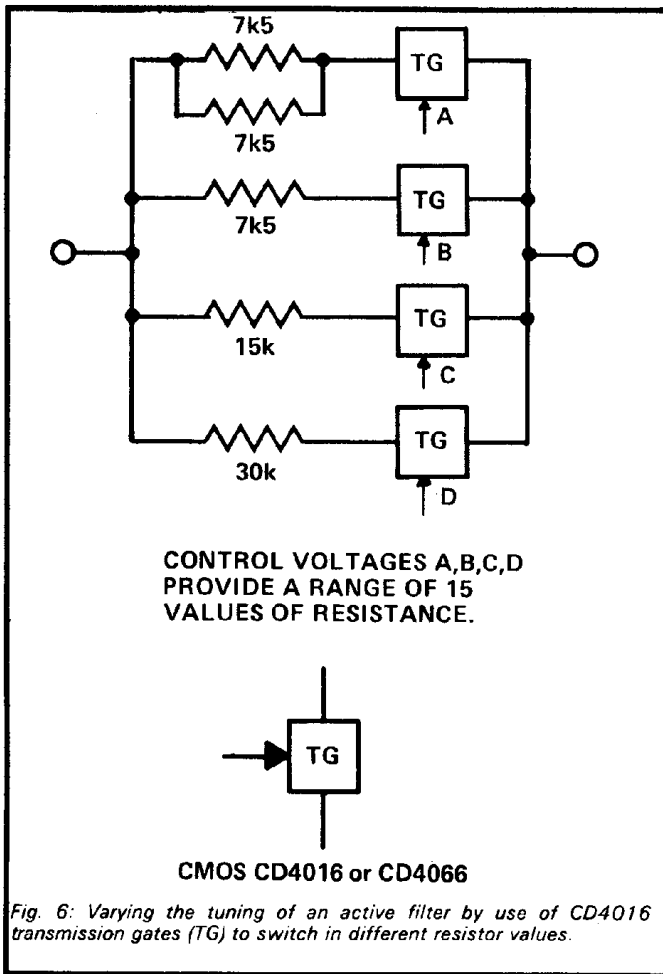 7k5
TG
A
7k5
TG
7k5
B
TG
15k
C
TG
30k
D
CONTROL VOLTAGES A,B,C,D
PROVIDE A RANGE OF 15
VALUES OF RESISTANCE.
TG
CMOS CD4016 or CD4066
Fig. 6: Varying the tuning of an active filter by use of CD4016
transmission gates (TG) to switch in different resistor values.